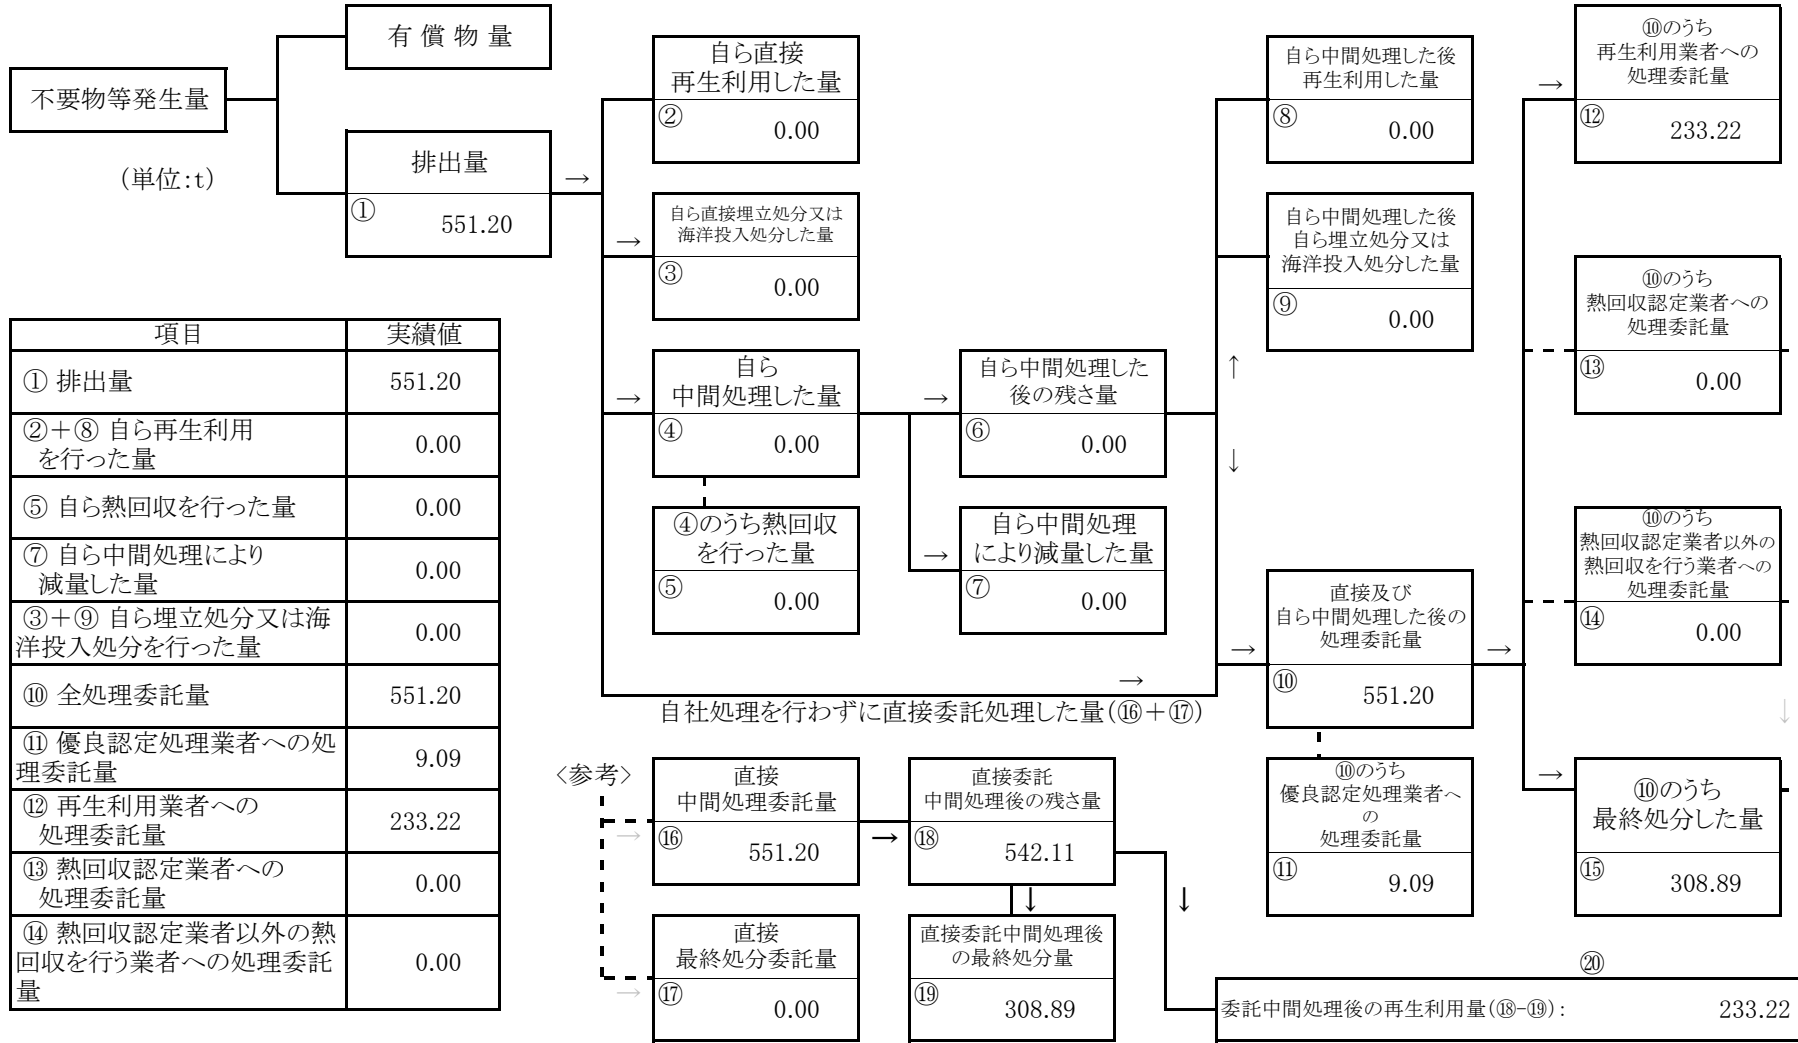 不要物等発生量
(単位:t)
有 償 物 量
排出量
①
551.20
→
自ら直接
再生利用した量
②
0.00
→
自ら直接埋立処分又は
海洋投入処分した量
③
0.00
→
自ら
中間処理した量
④
0.00
④のうち熱回収
を行った量
⑤
0.00
→
自ら中間処理した
後の残さ量
⑥
0.00
→
自ら中間処理
により減量した量
⑦
0.00
→
自社処理を行わずに直接委託処理した量(⑯+⑰)
↑
↓
自ら中間処理した後
再生利用した量
⑧
0.00
自ら中間処理した後
自ら埋立処分又は
海洋投入処分した量
⑨
0.00
→
直接及び
自ら中間処理した後の
処理委託量
⑩
551.20
⑩のうち
優良認定処理業者へ
の
処理委託量
⑪
9.09
→
→
⑩のうち
再生利用業者への
処理委託量
⑫
233.22
⑩のうち
熱回収認定業者への
処理委託量
⑬
0.00
⑩のうち
熱回収認定業者以外の
熱回収を行う業者への
処理委託量
⑭
0.00
↓
→
⑩のうち
最終処分した量
⑮
308.89
項目 実績値
① 排出量 551.20
②+⑧ 自ら再生利用
を行った量 0.00
⑤ 自ら熱回収を行った量 0.00
⑦ 自ら中間処理により
減量した量 0.00
③+⑨ 自ら埋立処分又は海
洋投入処分を行った量 0.00
⑩ 全処理委託量 551.20
⑪ 優良認定処理業者への処
理委託量 9.09
⑫ 再生利用業者への
処理委託量 233.22
⑬ 熱回収認定業者への
処理委託量 0.00
⑭ 熱回収認定業者以外の熱
回収を行う業者への処理委託
量 0.00
〈参考〉
→
直接
中間処理委託量
⑯
551.20
→
直接委託
中間処理後の残さ量
⑱
542.11
↓
↓
→
直接
最終処分委託量
⑰
0.00
直接委託中間処理後
の最終処分量
⑲
308.89
⑳
委託中間処理後の再生利用量(⑱-⑲): 233.22